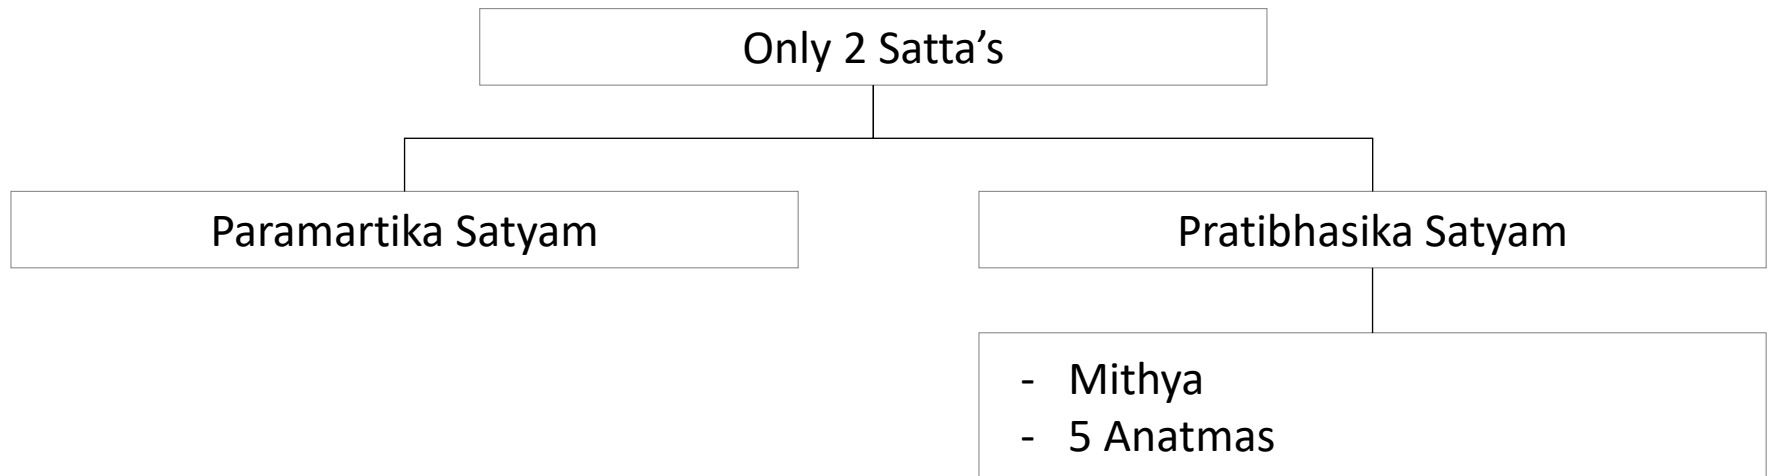 Only 2 Satta’s
Paramartika Satyam
Pratibhasika Satyam
- Mithya
- 5 Anatmas